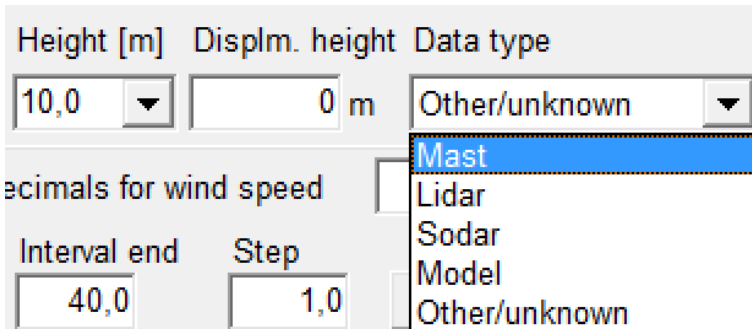 Height [m] Displm. height Data type
10,0 0 m Other/unknown
Mast
ecimals for wind speed
Lidar
Sodar
Interval end Step
Model
40,0 1,0
Other/unknown